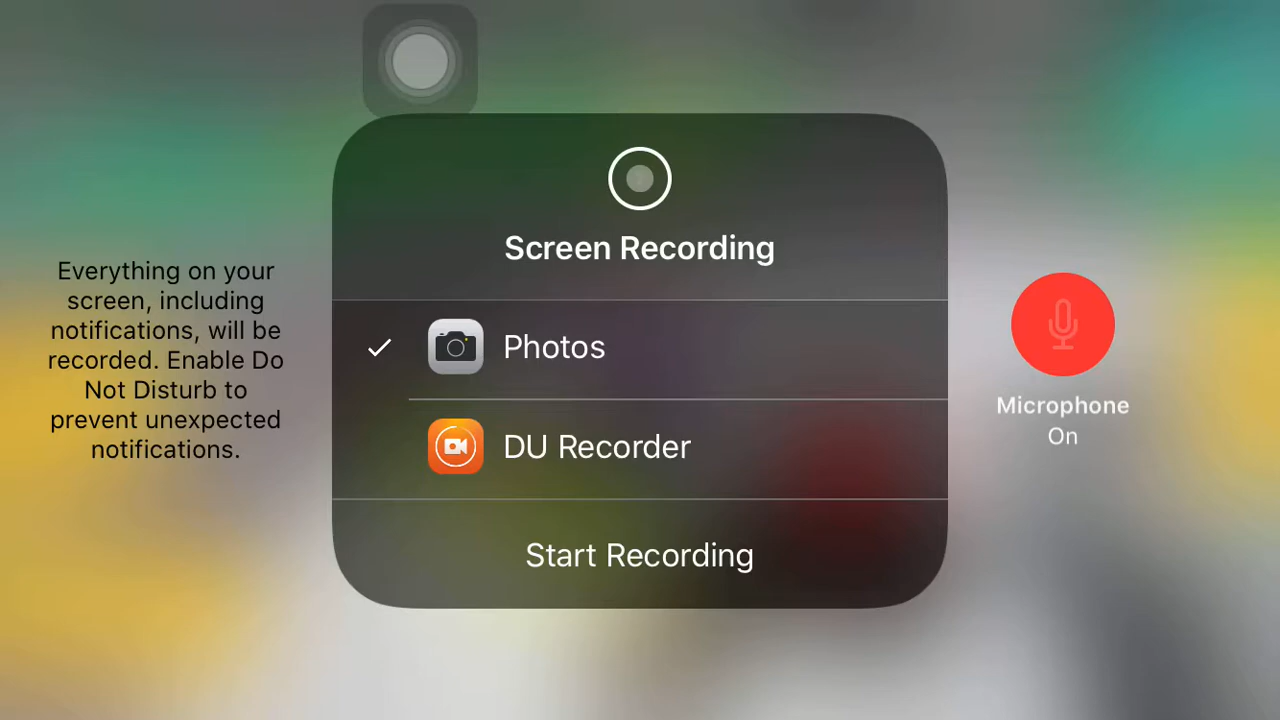 Screen Recording
Everything on your
screen, including
notifications, will be
recorded. Enable Do
Not Disturb to
prevent unexpected
notifications.
Photos
DU Recorder
Start Recording
Microphone
On